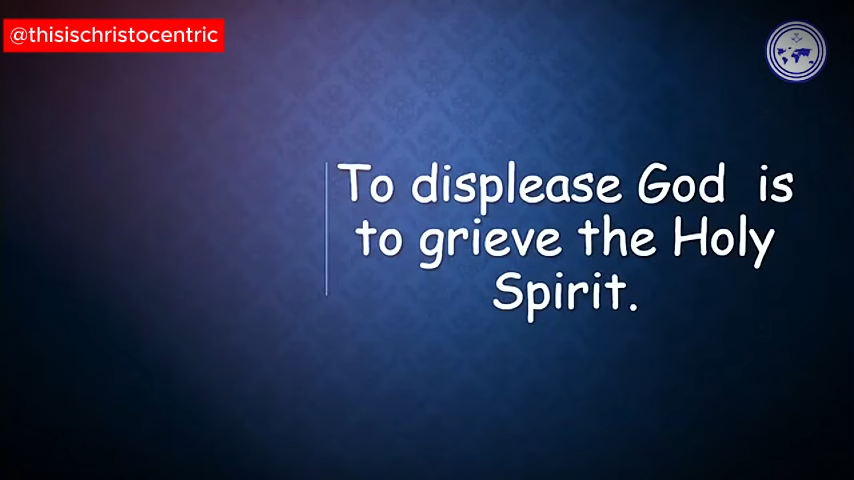 @thisischristocentric
To displease God is
to grieve the Holy
Spirit.